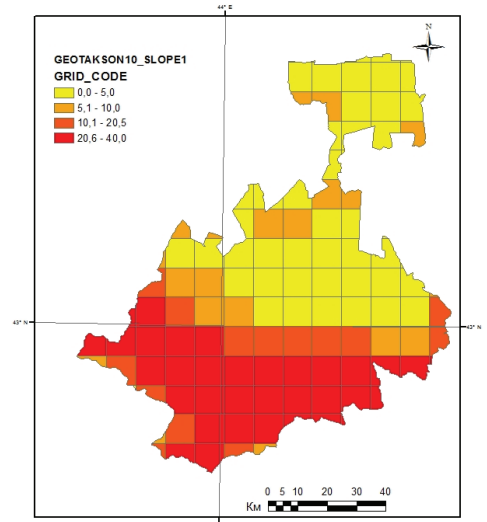 44° E
N
GEOTAKSON10_SLOPE1
GRID_CODE
0,0 - 5,0
5,1 - 10,0
10,1 - 20,5
20,6 - 40,0
43° N
43° N
0 5 10 20 30 40
Км